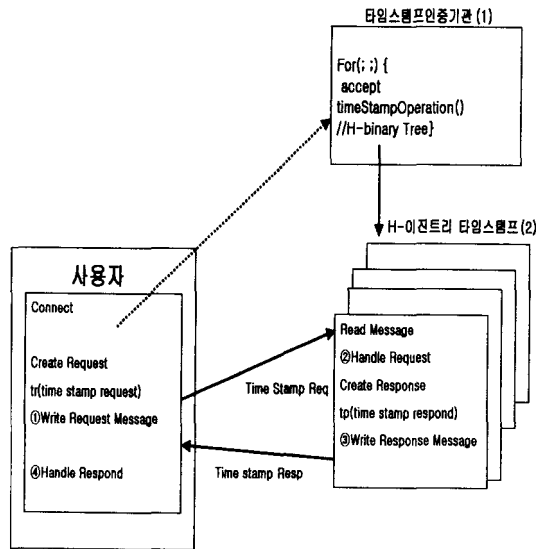 타임스탬프인증기관(1)
For(; ;) {
accept
timeStampOperation()
//H-binary Tree}
H-이진트리 타임스탬프(2)
사용자
Connect
Create Request
tr(time stamp request)
①Write Request Message
④Handle Respond
Time Stamp Req
Time stamp Resp
Read Message
②Handle Request
Create Response
tp(time stamp respond)
③Write Response Message